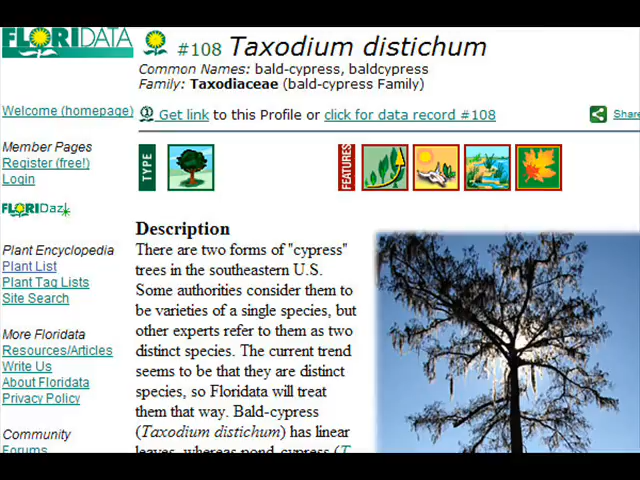 FLORIDATA
#108 Taxodium distichum
Common Names: bald-cypress, baldcypress
Family: Taxodiaceae (bald-cypress Family)
Welcome (homepage)
Get link to this Profile or click for data record #108
Share
Member Pages
Register (free!)
Login
FLORIDaz
TYPE
FEATURES
Plant Encyclopedia
Plant List
Plant Tag Lists
Site Search
More Floridata
Resources/Articles
Write Us
About Floridata
Privacy Policy
Community
Forums
Description
There are two forms of "cypress"
trees in the southeastern U.S.
Some authorities consider them to
be varieties of a single species, but
other experts refer to them as two
distinct species. The current trend
seems to be that they are distinct
species, so Floridata will treat
them that way. Bald-cypress
(Taxodium distichum) has linear
leaves, whereas pond-cypress (T.